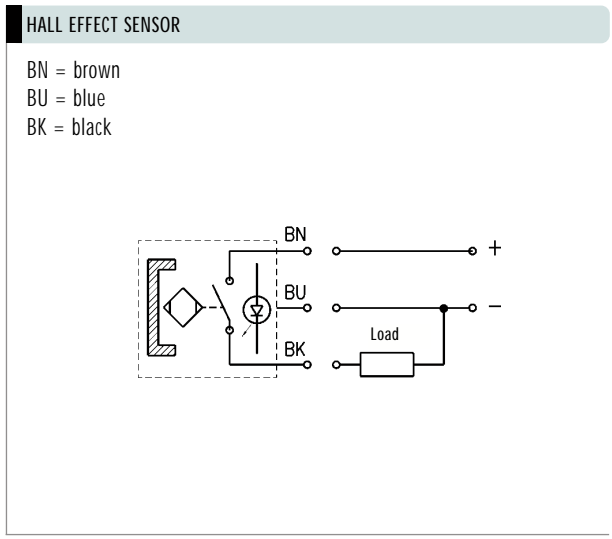 HALL EFFECT SENSOR
BN = brown
BU = blue
BK = black
BN
+
BU
−
BK
Load